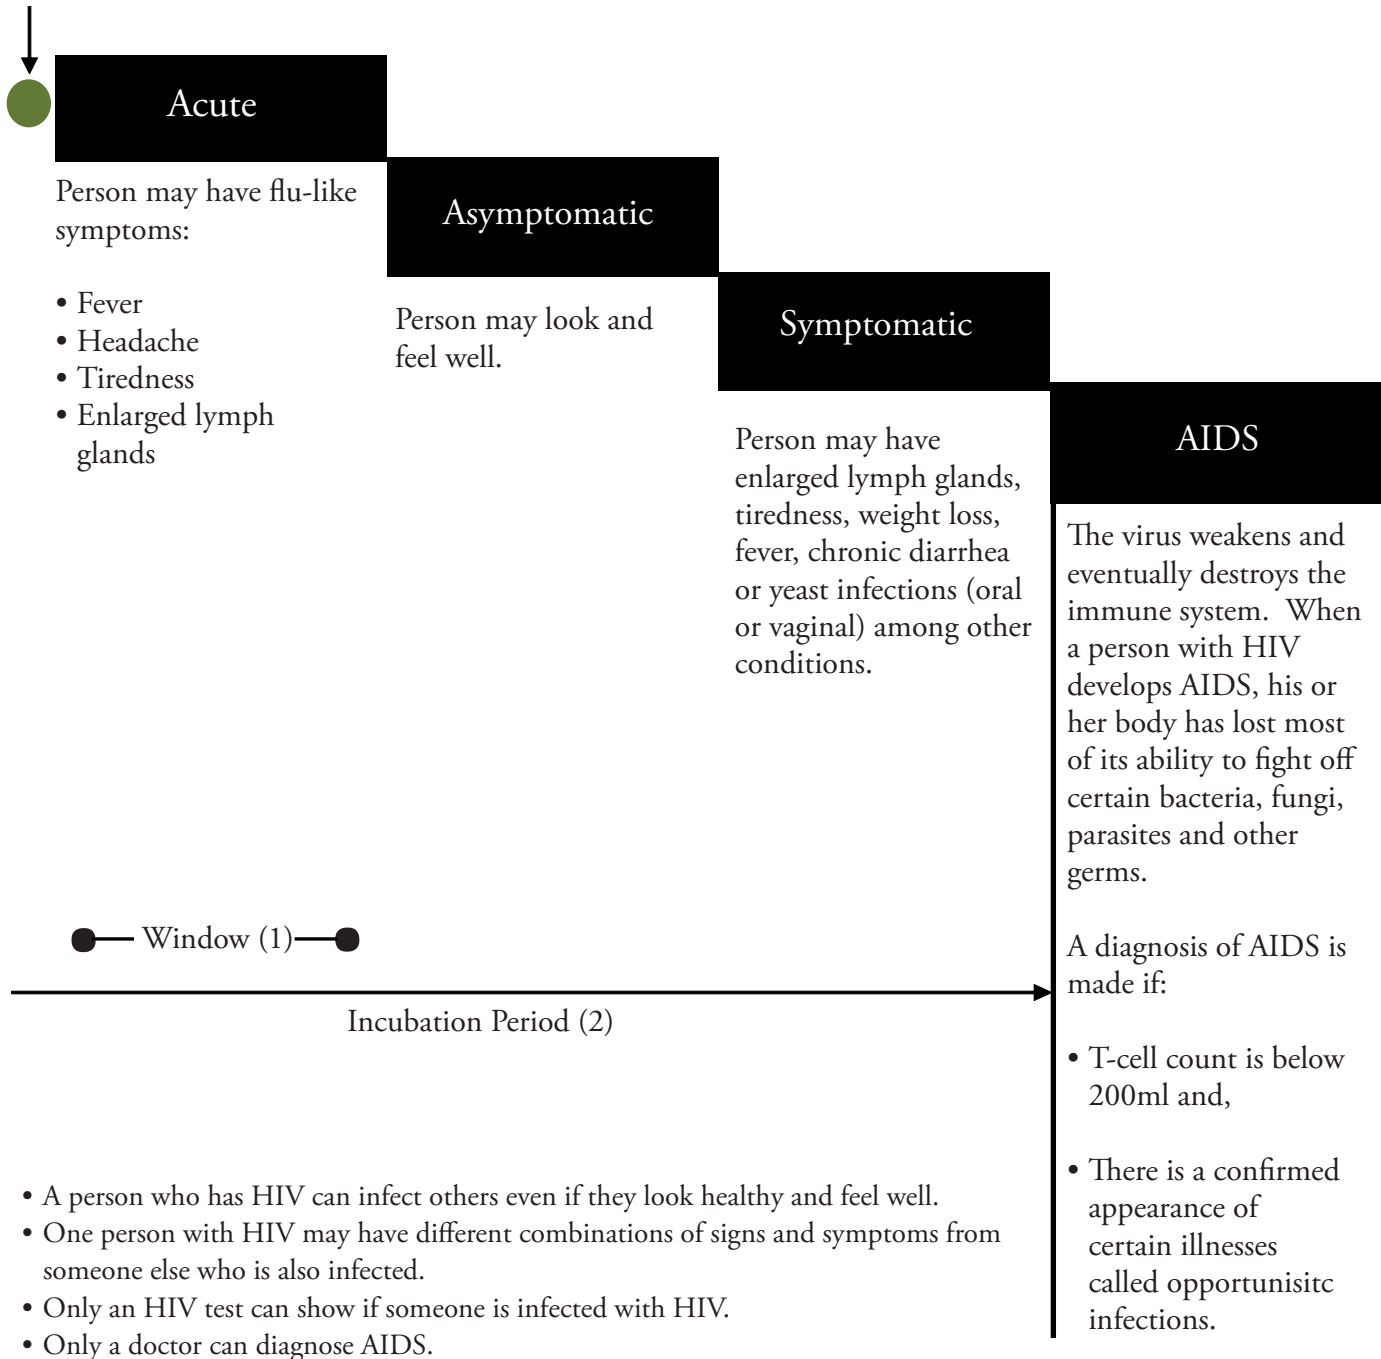 Acute
Person may have flu-like
symptoms:
• Fever
• Headache
• Tiredness
• Enlarged lymph
glands
Asymptomatic
Person may look and
feel well.
Symptomatic
Person may have
enlarged lymph glands,
tiredness, weight loss,
fever, chronic diarrhea
or yeast infections (oral
or vaginal) among other
conditions.
AIDS
The virus weakens and
eventually destroys the
immune system.  When
a person with HIV
develops AIDS, his or
her body has lost most
of its ability to fight off
certain bacteria, fungi,
parasites and other
germs.
A diagnosis of AIDS is
made if:
• T-cell count is below
200ml and,
• There is a confirmed
appearance of
certain illnesses
called opportunisitc
infections.
Window (1)
Incubation Period (2)
• A person who has HIV can infect others even if they look healthy and feel well.
• One person with HIV may have different combinations of signs and symptoms from
someone else who is also infected.
• Only an HIV test can show if someone is infected with HIV.
• Only a doctor can diagnose AIDS.